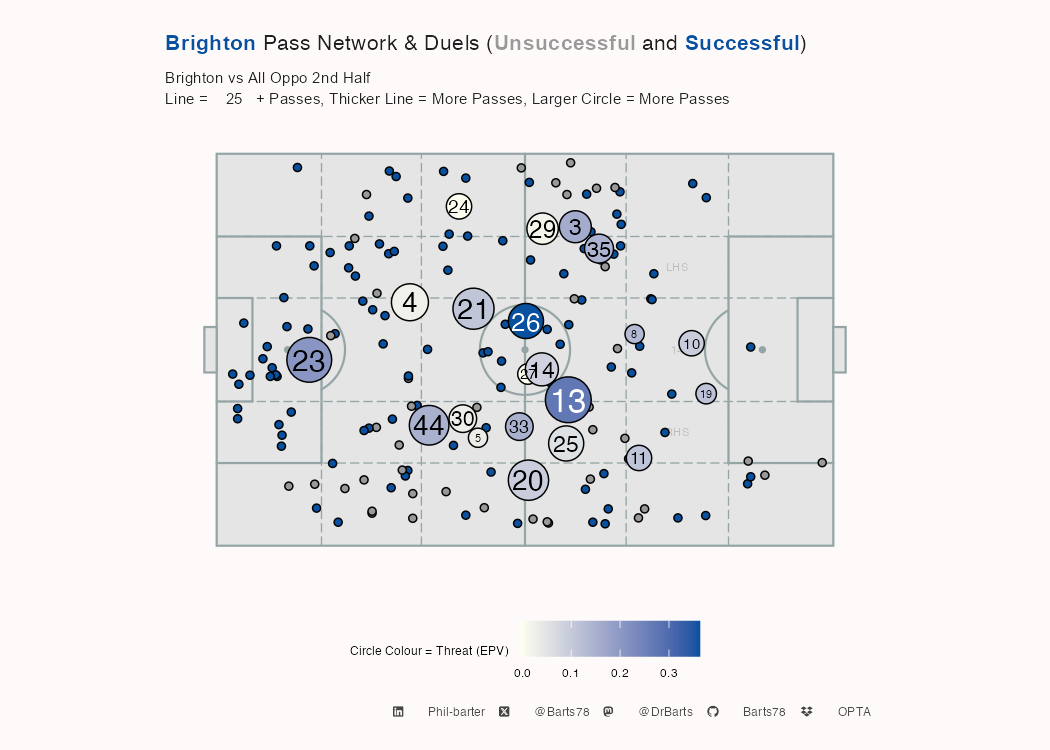 Brighton Pass Network & Duels (Unsuccessful and Successful)
Brighton vs All Oppo 2nd Half
Line = 25 + Passes, Thicker Line = More Passes, Larger Circle = More Passes
24
29
3
35
LHS
4
21
26
8
10
23
14
27
19
13
44
30
5
33
25
HS
11
20
Circle Colour = Threat (EPV)
0.0 0.1 0.2 0.3
Phil-barter @Barts78 @DrBarts Barts78 OPTA